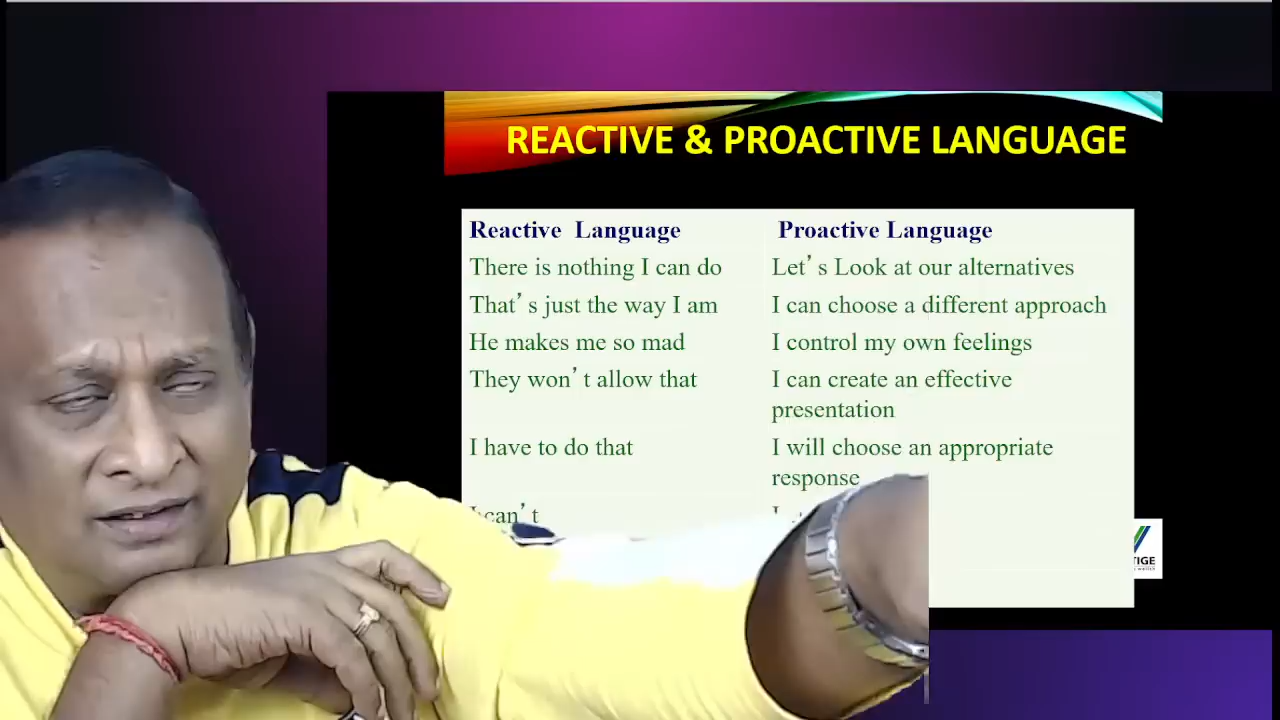 REACTIVE & PROACTIVE LANGUAGE
Reactive Language Proactive Language
There is nothing I can do Let's Look at our alternatives
That's just the way I am I can choose a different approach
He makes me so mad I control my own feelings
They won't allow that I can create an effective
presentation
I have to do that I will choose an appropriate
response
can't